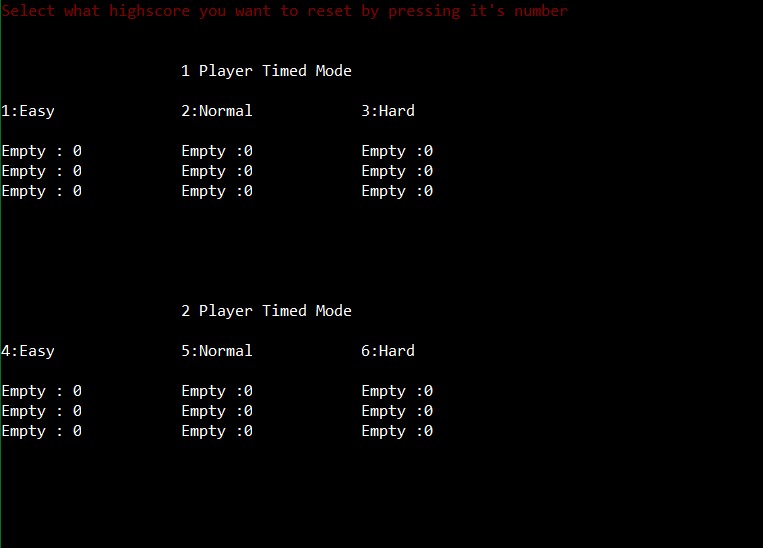 Select what highscore you want to reset by pressing it's number
1 Player Timed Mode
1:Easy 2:Normal 3:Hard
Empty : 0 Empty :0 Empty :0
Empty : 0 Empty :0 Empty :0
Empty : 0 Empty :0 Empty :0
2 Player Timed Mode
4:Easy 5:Normal 6:Hard
Empty : 0 Empty :0 Empty :0
Empty : 0 Empty :0 Empty :0
Empty : 0 Empty :0 Empty :0